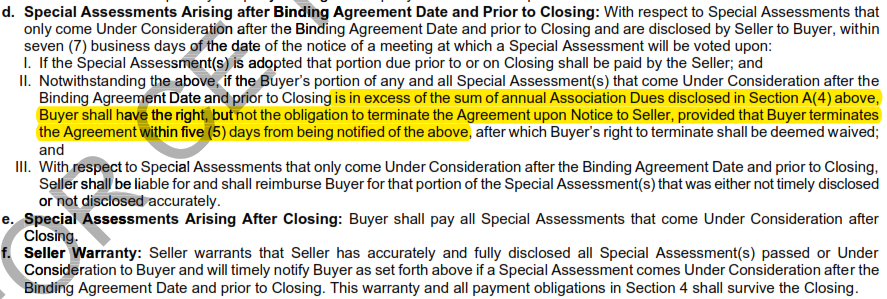 d. Special Assessments Arising after Binding Agreement Date and Prior to Closing: With respect to Special Assessments that
only come Under Consideration after the Binding Agreement Date and prior to Closing and are disclosed by Seller to Buyer, within
seven (7) business days of the date of the notice of a meeting at which a Special Assessment will be voted upon:
I. If the Special Assessment(s) is adopted that portion due prior to or on Closing shall be paid by the Seller; and
II. Notwithstanding the above, if the Buyer's portion of any and all Special Assessment(s) that come Under Consideration after the
Binding Agreement Date and prior to Closing is in excess of the sum of annual Association Dues disclosed in Section A(4) above,
Buyer shall have the right, but not the obligation to terminate the Agreement upon Notice to Seller, provided that Buyer terminates
the Agreement within five (5) days from being notified of the above, after which Buyer's right to terminate shall be deemed waived;
and
III. With respect to Special Assessments that only come Under Consideration after the Binding Agreement Date and prior to Closing,
Seller shall be liable for and shall reimburse Buyer for that portion of the Special Assessment(s) that was either not timely disclosed
or not disclosed accurately.
e. Special Assessments Arising After Closing: Buyer shall pay all Special Assessments that come Under Consideration after
Closing.
f. Seller Warranty: Seller warrants that Seller has accurately and fully disclosed all Special Assessment(s) passed or Under
Consideration to Buyer and will timely notify Buyer as set forth above if a Special Assessment comes Under Consideration after the
Binding Agreement Date and prior to Closing. This warranty and all payment obligations in Section 4 shall survive the Closing.